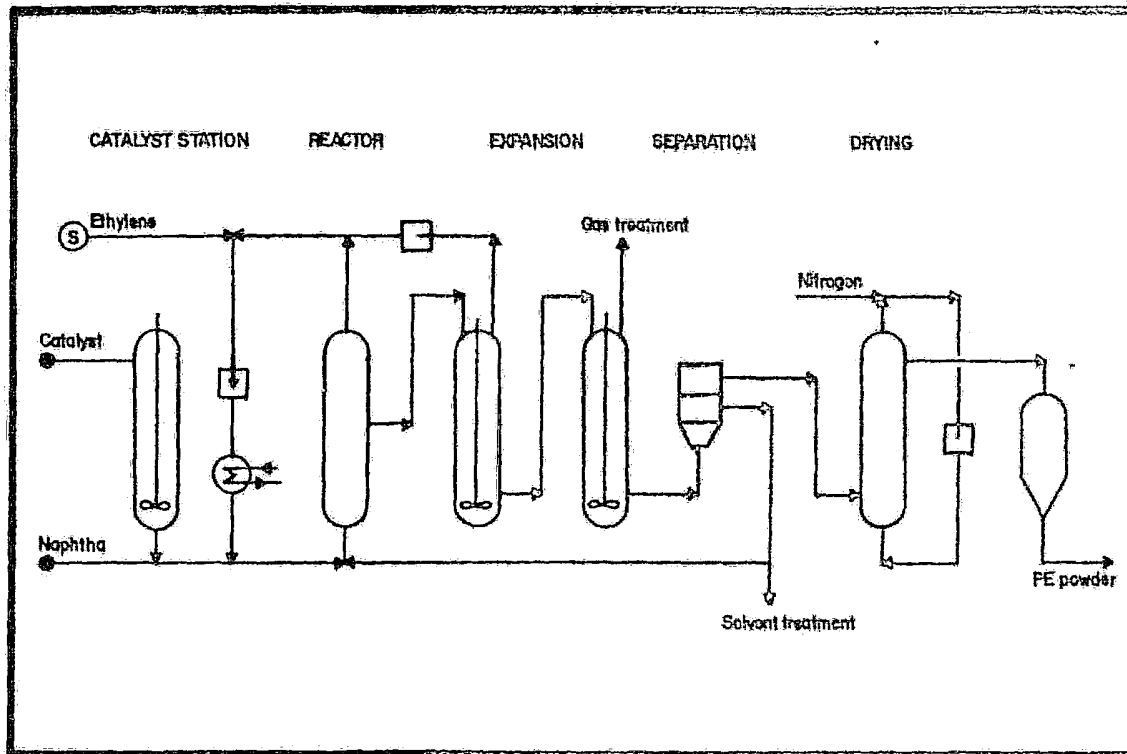 CATALYST STATION
REACTOR
EXPANSION
SEPARATION
DRYING
Ethylene
S
Gas treatment
Nitrogen
Catalyst
Naphtha
PE powder
Solvent treatment